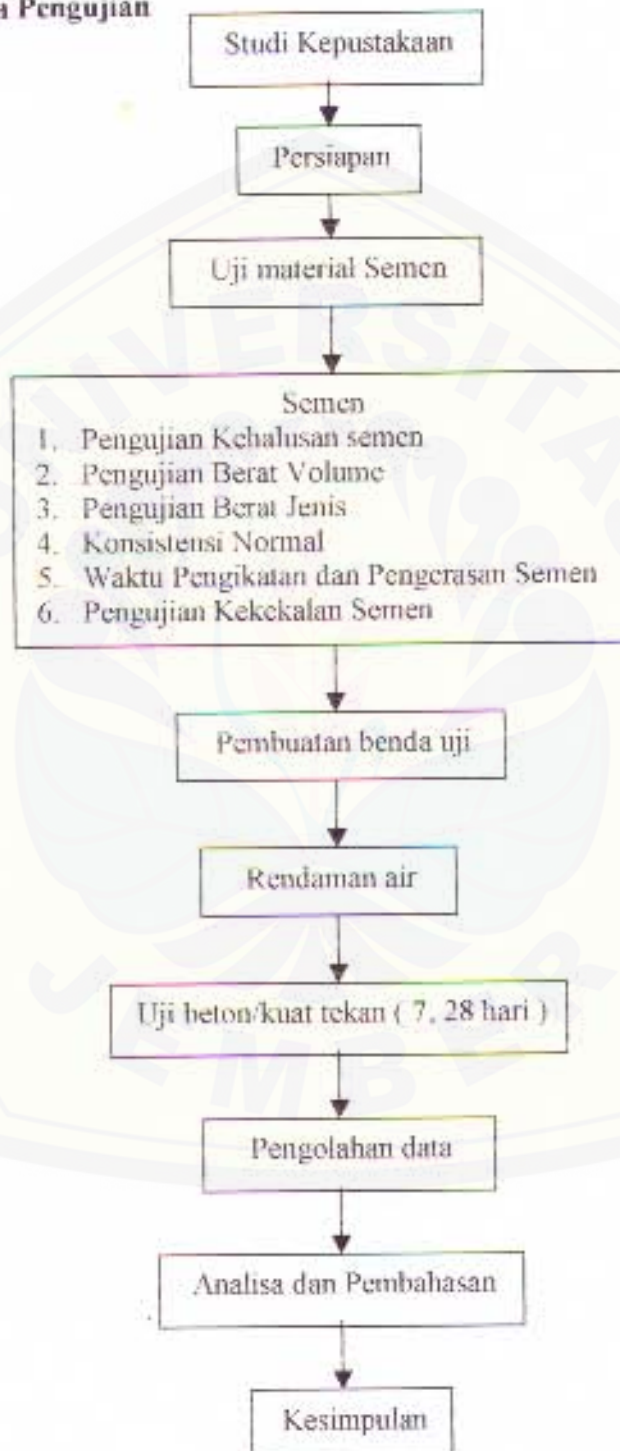 a Pengujian
Studi Kepustakaan
Persiapan
Uji material Semen
Semen
1. Pengujian Kehalusan semen
2. Pengujian Berat Volume
3. Pengujian Berat Jenis
4. Konsistensi Normal
5. Waktu Pengikatan dan Pengerasan Semen
6. Pengujian Kekekalan Semen
Pembuatan benda uji
Rendaman air
Uji beton/kuat tekan ( 7, 28 hari )
Pengolahan data
Analisa dan Pembahasan
Kesimpulan
UNIVERSITAS
JEMBER